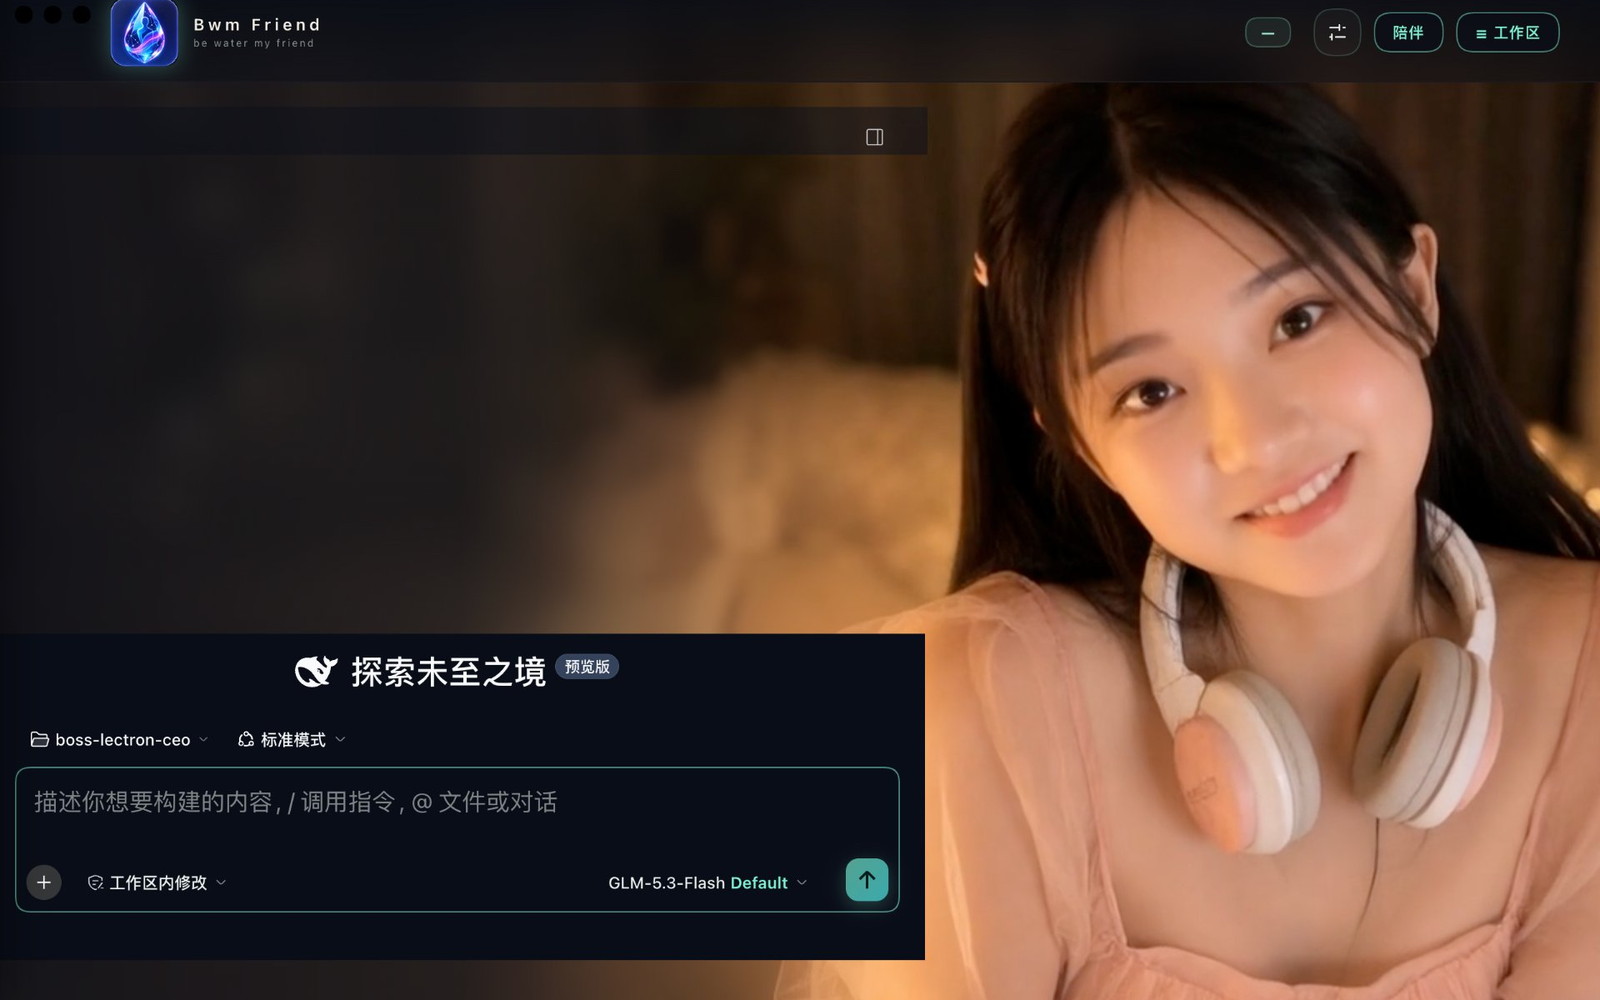 Bwm Friend
be water my friend
陪伴
工作区
探索未至之境 预览版
boss-lectron-ceo 标准模式
描述你想要构建的内容, / 调用指令, @ 文件或对话
工作区内修改 GLM-5.3-Flash Default